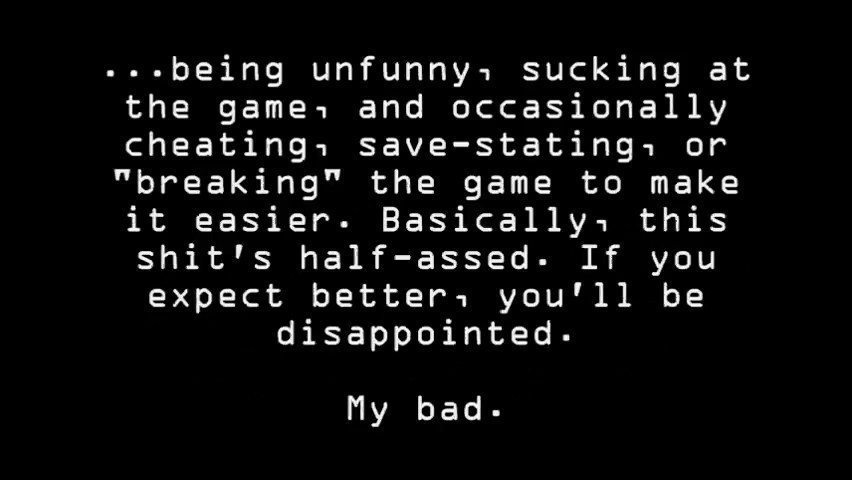 ...being unfunny, sucking at
the game, and occasionally
cheating, save-stating, or
"breaking" the game to make
it easier. Basically, this
shit's half-assed. If you
expect better, you'll be
disappointed.
My bad.